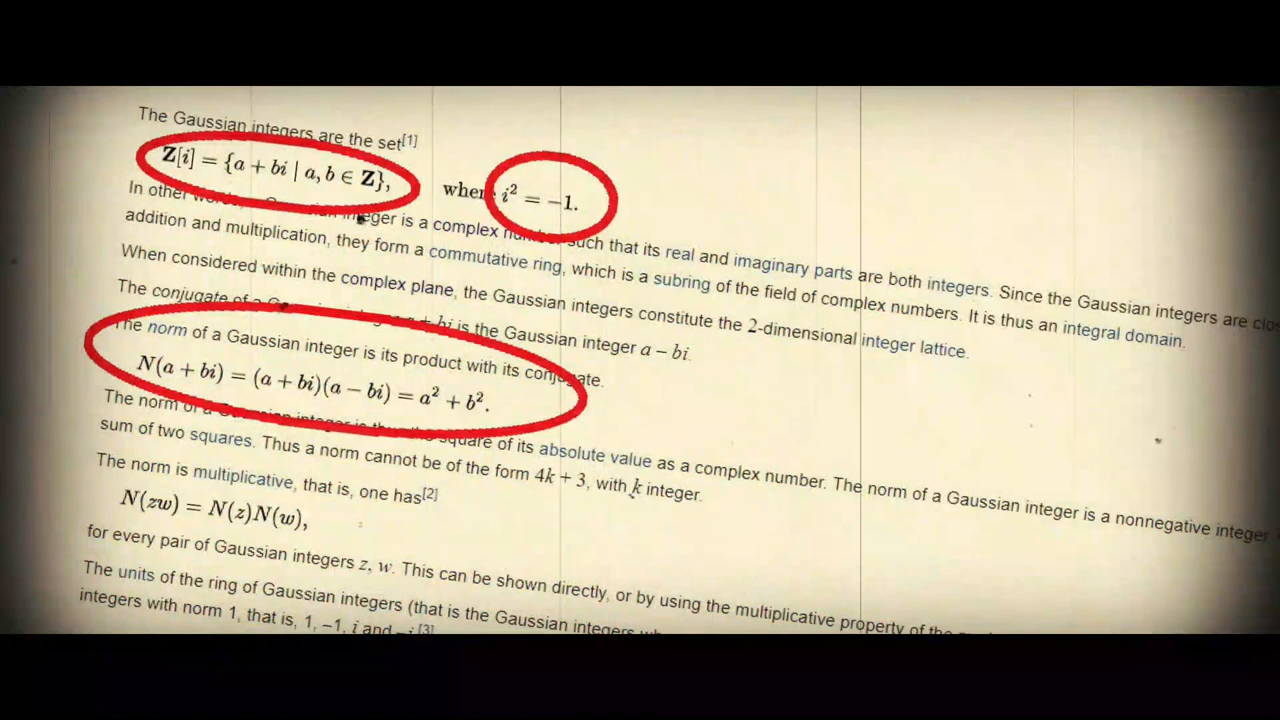 The Gaussian integers are the set[1]
Z[i] = {a + bi | a, b ∈ Z}, where i² = −1.
In other words, a Gaussian integer is a complex number such that its real and imaginary parts are both integers. Since the Gaussian integers are clos
addition and multiplication, they form a commutative ring, which is a subring of the field of complex numbers. It is thus an integral domain.
When considered within the complex plane, the Gaussian integers constitute the 2-dimensional integer lattice.
The conjugate of a Gaussian integer a + bi is the Gaussian integer a − bi.
The norm of a Gaussian integer is its product with its conjugate.
N(a + bi) = (a + bi)(a − bi) = a² + b².
The norm of a Gaussian integer is thus the square of its absolute value as a complex number. The norm of a Gaussian integer is a nonnegative integer
sum of two squares. Thus a norm cannot be of the form 4k + 3, with k integer.
The norm is multiplicative, that is, one has[2]
N(zw) = N(z)N(w),
for every pair of Gaussian integers z, w. This can be shown directly, or by using the multiplicative property of the
The units of the ring of Gaussian integers (that is the Gaussian integers
integers with norm 1, that is, 1, −1, i and −i.[3]